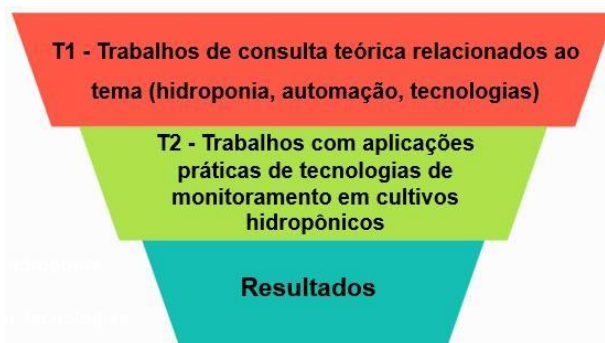 T1 - Trabalhos de consulta teórica relacionados ao
tema (hidroponia, automação, tecnologias)
T2 - Trabalhos com aplicações
práticas de tecnologias de
monitoramento em cultivos
hidropônicos
Resultados